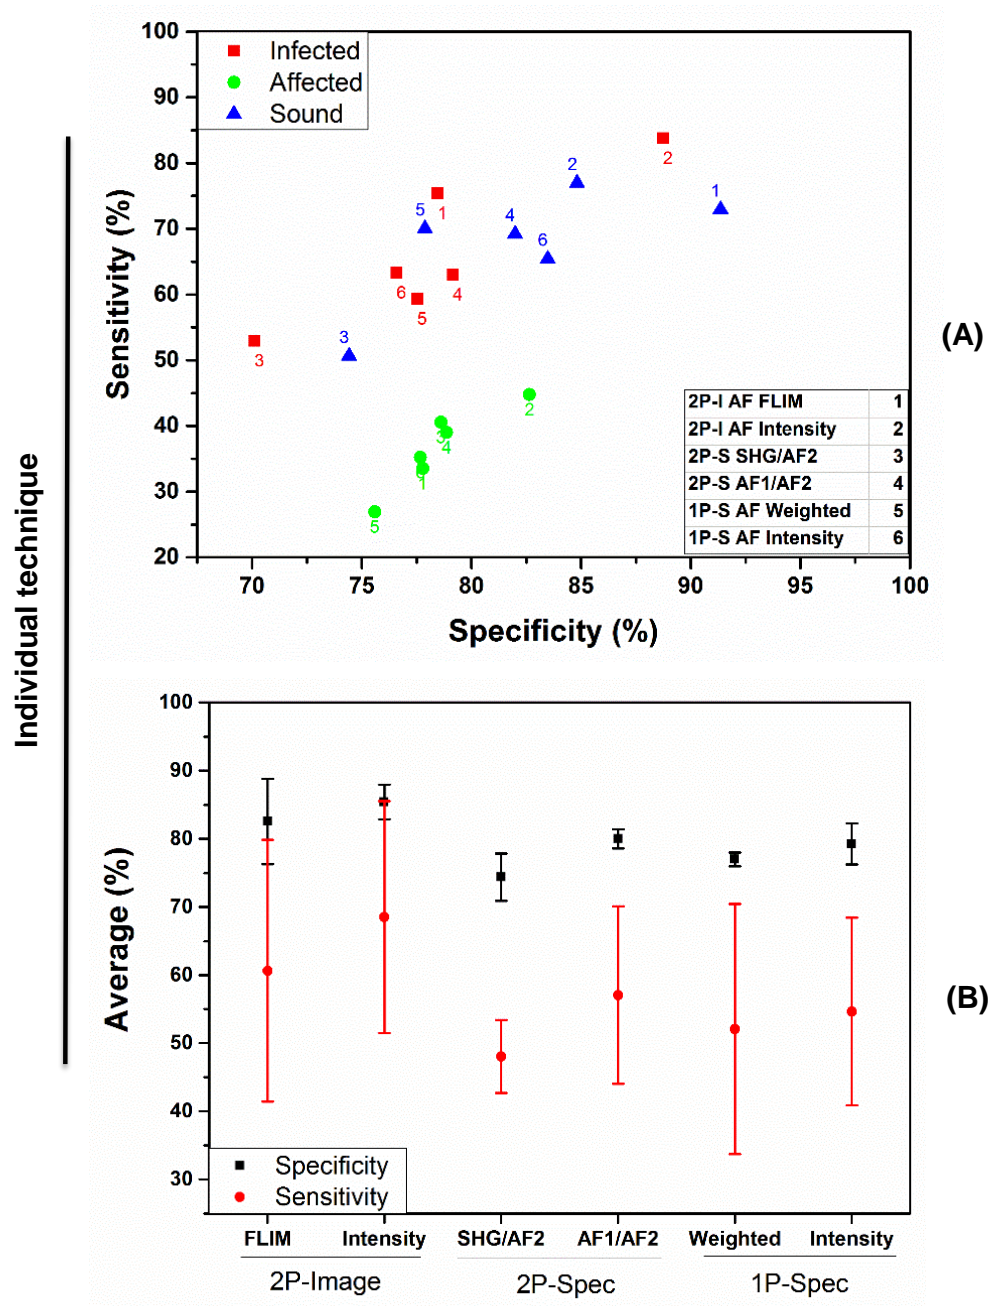 Individual technique
100
90
80
70
60
50
40
30
20
Sensitivity (%)
Infected
Affected
Sound
2
1
2
1
5
4
6
6
4
5
3
3
2
3
4
1
5
2P-I AF FLIM 1
2P-I AF Intensity 2
2P-S SHG/AF2 3
2P-S AF1/AF2 4
1P-S AF Weighted 5
1P-S AF Intensity 6
70 75 80 85 90 95 100
Specificity (%)
(A)
100
90
80
70
60
50
40
30
Average (%)
Specificity
Sensitivity
FLIM Intensity SHG/AF2 AF1/AF2 Weighted Intensity
2P-Image 2P-Spec 1P-Spec
(B)